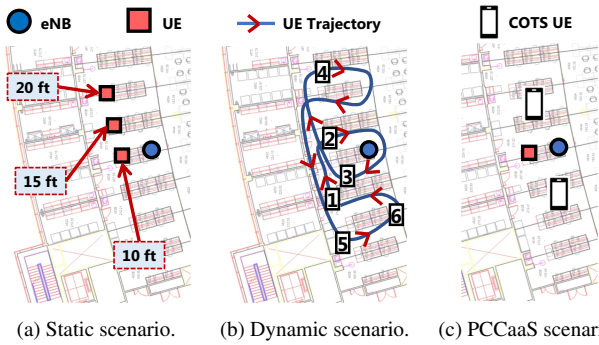 eNB UE UE Trajectory COTS UE
20 ft
15 ft
10 ft
4
2
3
1
6
5
(a) Static scenario. (b) Dynamic scenario. (c) PCCaaS scenari